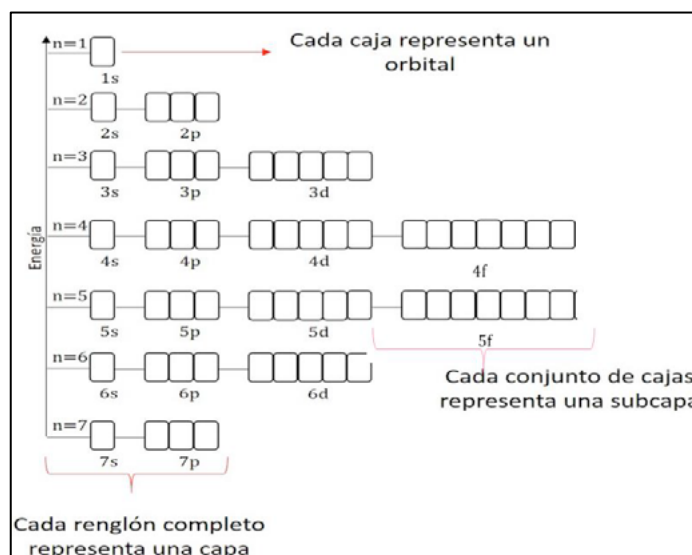 n=1
Cada caja representa un
orbital
1s
n=2
2s 2p
n=3
3s 3p 3d
n=4
4s 4p 4d 4f
n=5
5s 5p 5d 5f
n=6
6s 6p 6d
Cada conjunto de cajas
representa una subcapa
n=7
7s 7p
Energía
Cada renglón completo
representa una capa